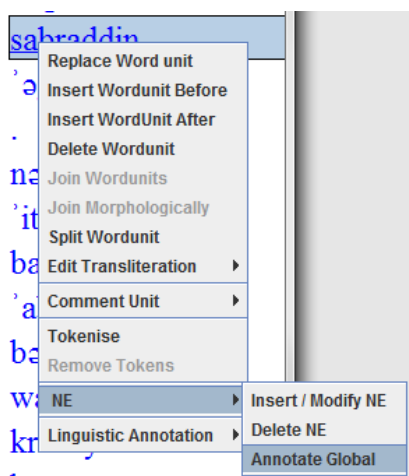 sabraddin
Replace Word unit
Insert Wordunit Before
Insert WordUnit After
Delete Wordunit
Join Wordunits
Join Morphologically
Split Wordunit
Edit Transliteration
Comment Unit
Tokenise
Remove Tokens
NE
Linguistic Annotation
Insert / Modify NE
Delete NE
Annotate Global